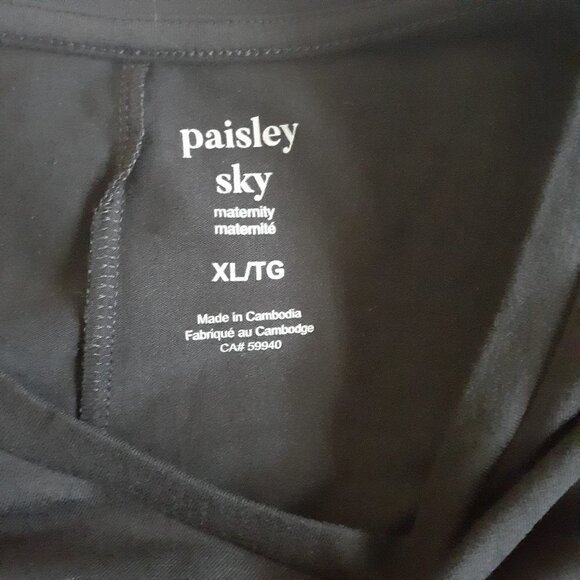 paisley
sky
maternity
maternité
XL/TG
Made in Cambodia
Fabriqué au Cambodge
CA# 59940